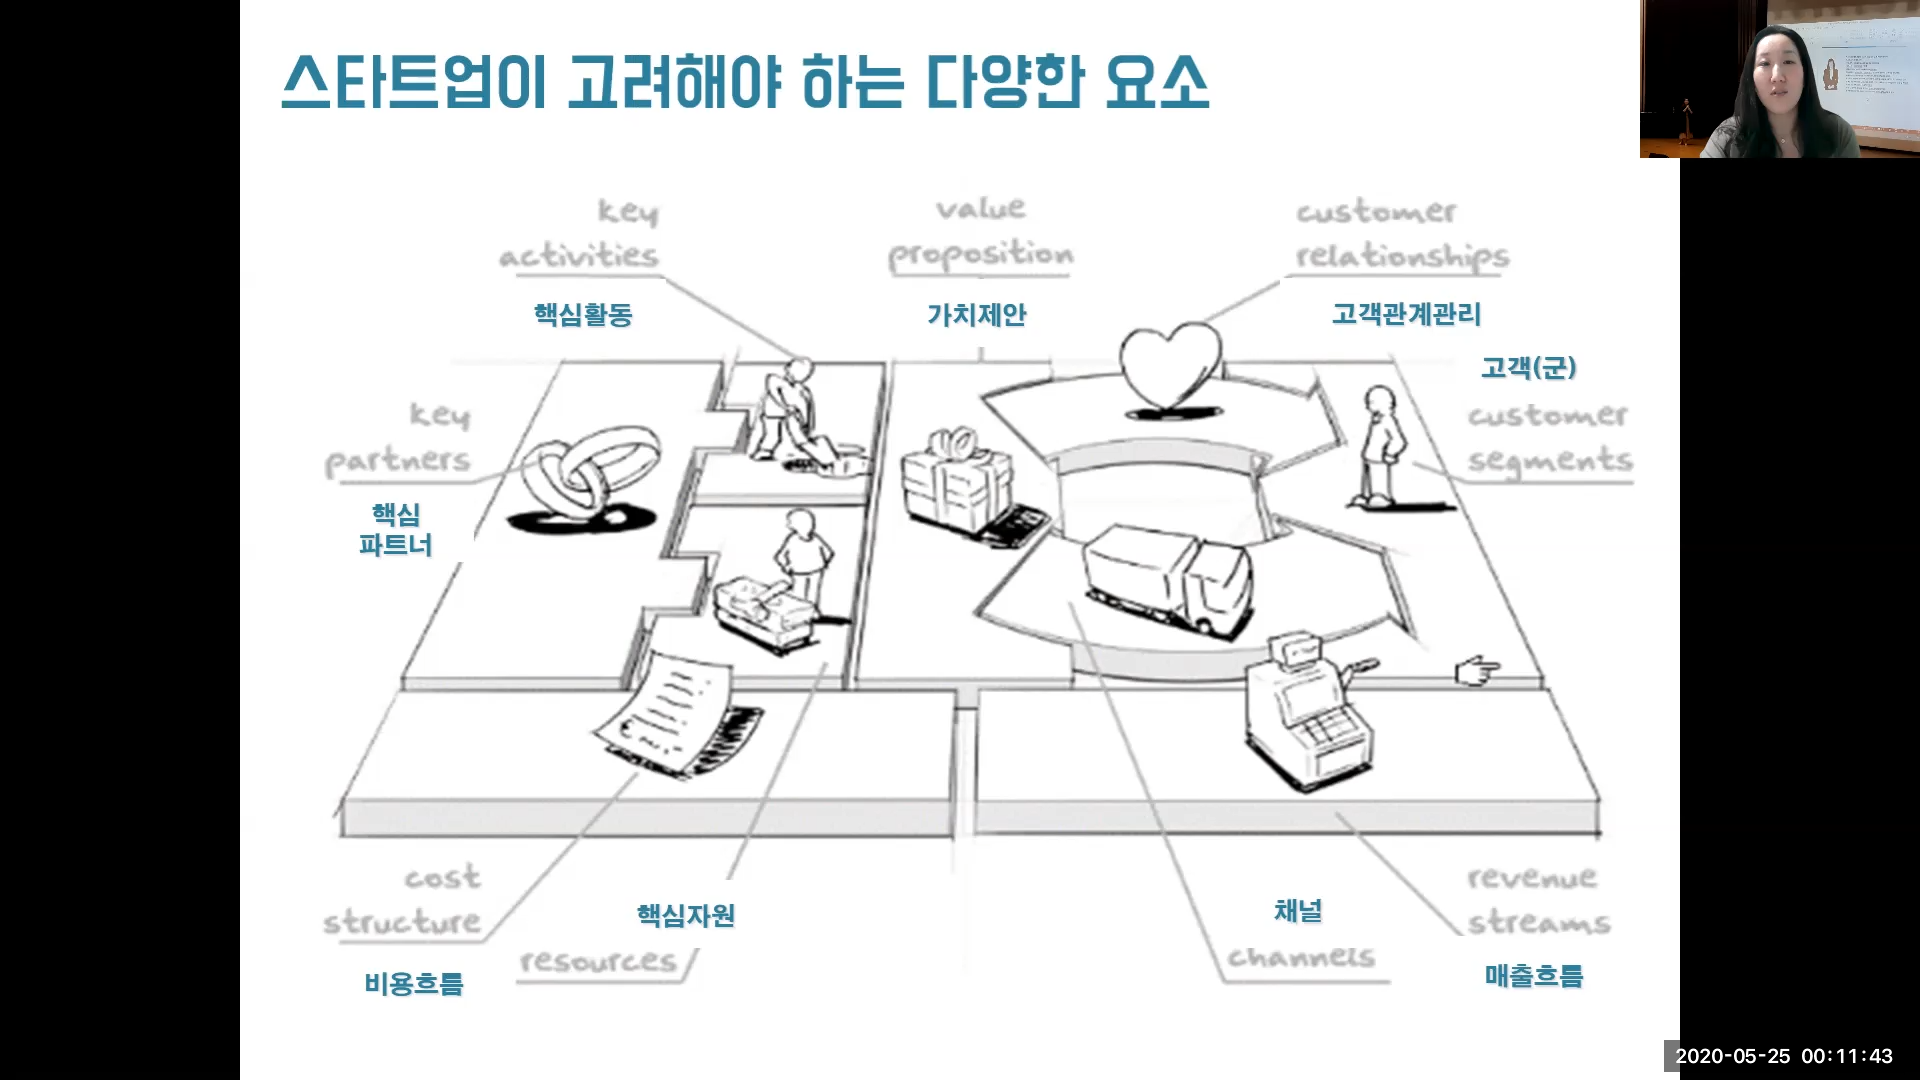 스타트업이 고려해야 하는 다양한 요소
key
activities
핵심활동
value
proposition
가치제안
customer
relationships
고객관계관리
고객(군)
customer
segments
key
partners
핵심
파트너
cost
structure
비용흐름
핵심자원
resources
채널
channels
revenue
streams
매출흐름
2020-05-25 00:11:43